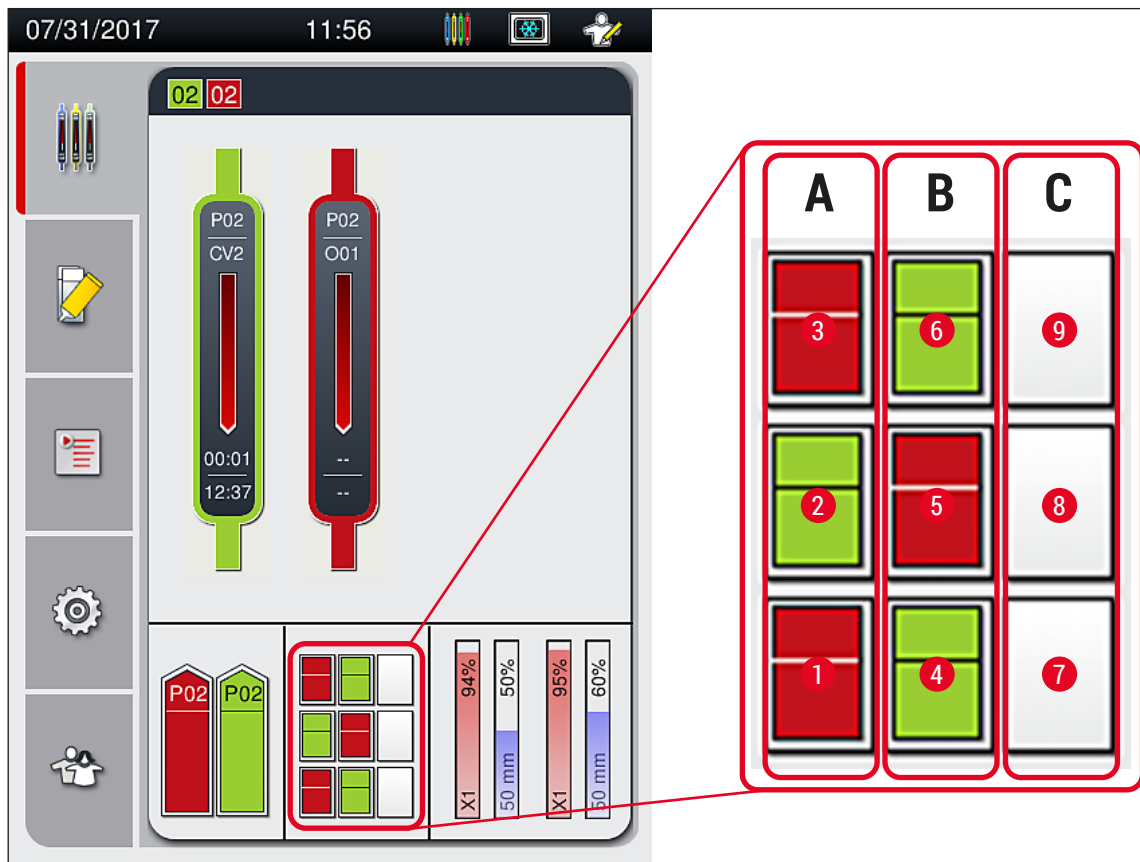 07/31/2017 11:56
02 02
P02 P02
CV2 O01
00:01 --
12:37 --
P02 P02
X1 94%
50 mm 50%
X1 95%
50 mm 60%
A B C
3 6 9
2 5 8
1 4 7